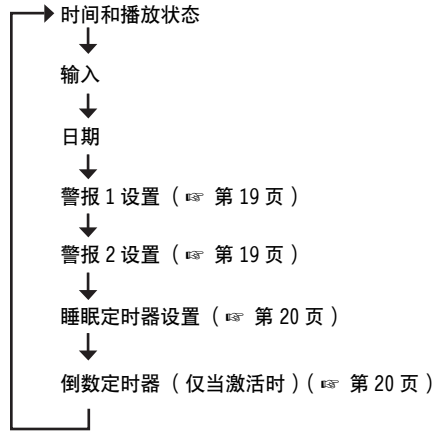 时间和播放状态
输入
日期
警报 1 设置（☞ 第 19 页）
警报 2 设置（☞ 第 19 页）
睡眠定时器设置（☞ 第 20 页）
倒数定时器（仅当激活时）（☞ 第 20 页）